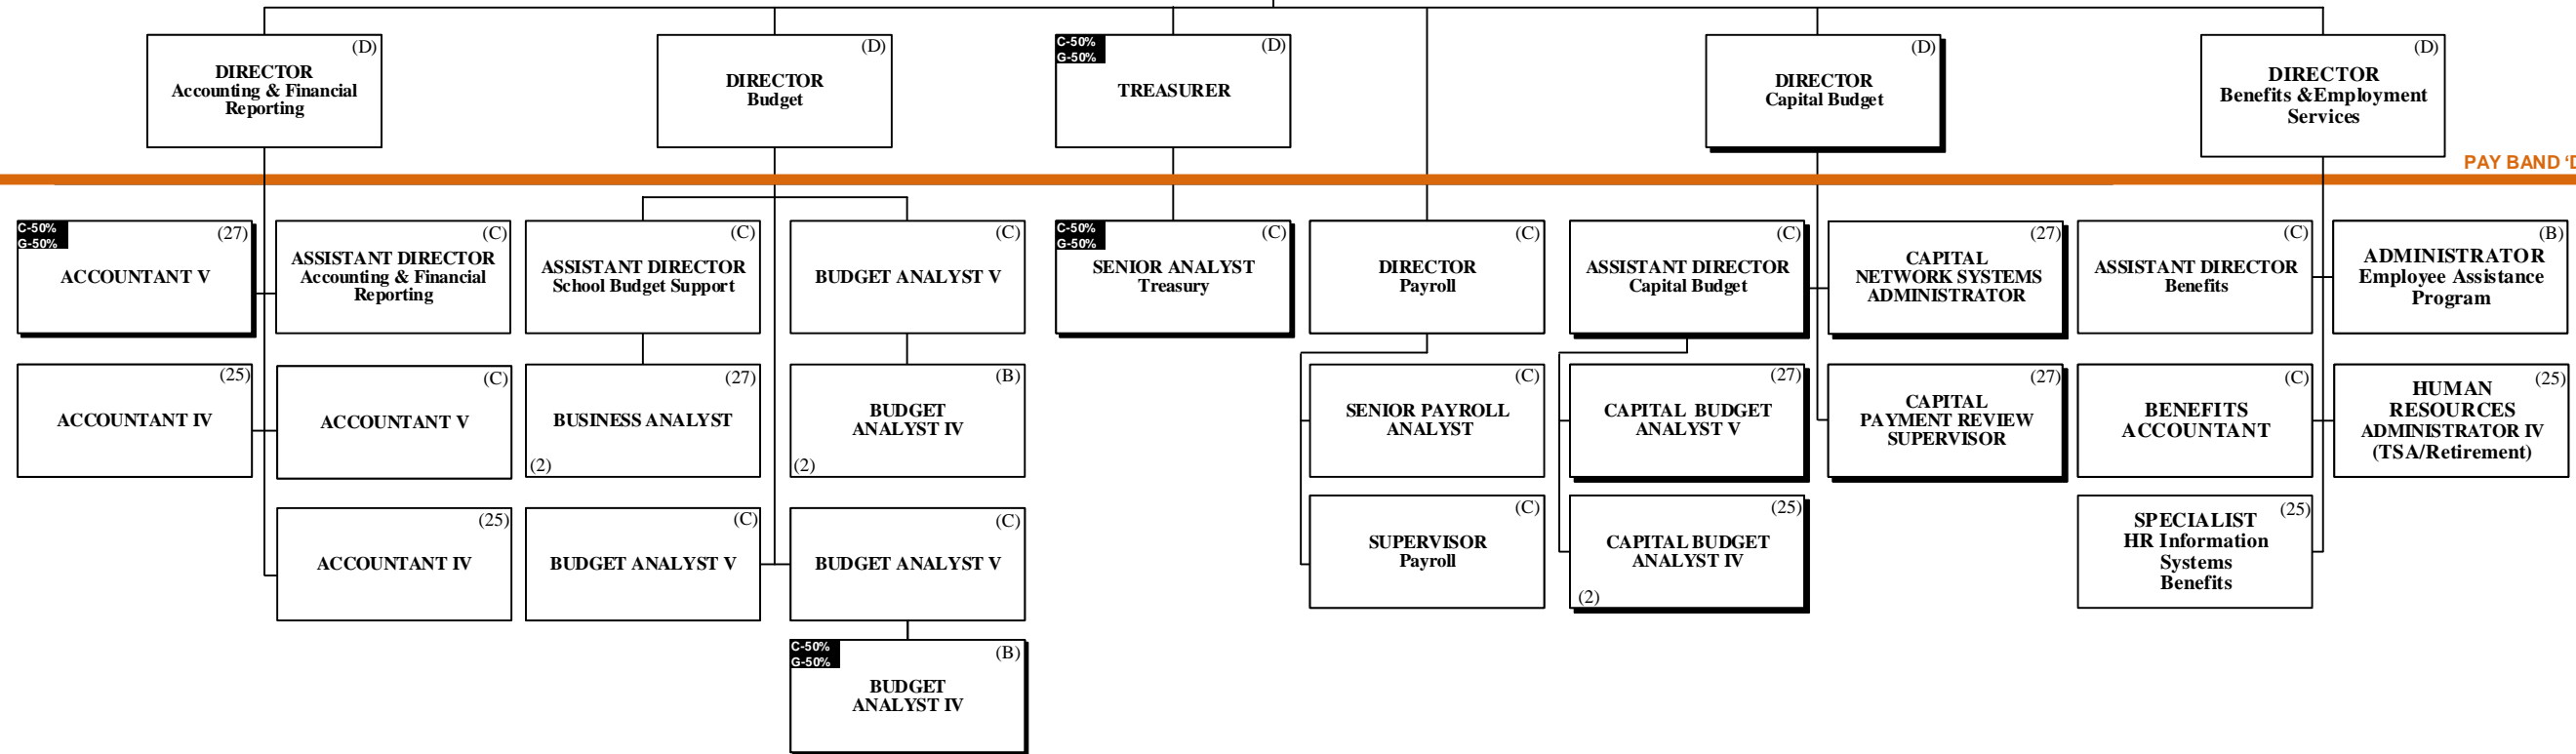 (D)
DIRECTOR
Accounting & Financial
Reporting
(D)
DIRECTOR
Budget
C-50%
G-50%
(D)
TREASURER
(D)
DIRECTOR
Capital Budget
(D)
DIRECTOR
Benefits &Employment
Services
PAY BAND ‘D
C-50%
G-50%
(27)
ACCOUNTANT V
(C)
ASSISTANT DIRECTOR
Accounting & Financial
Reporting
(C)
ASSISTANT DIRECTOR
School Budget Support
(C)
BUDGET ANALYST V
C-50%
G-50%
(C)
SENIOR ANALYST
Treasury
(C)
DIRECTOR
Payroll
(C)
ASSISTANT DIRECTOR
Capital Budget
(27)
CAPITAL
NETWORK SYSTEMS
ADMINISTRATOR
(C)
ASSISTANT DIRECTOR
Benefits
(B)
ADMINISTRATOR
Employee Assistance
Program
(25)
ACCOUNTANT IV
(C)
ACCOUNTANT V
(27)
BUSINESS ANALYST
(2)
(B)
BUDGET
ANALYST IV
(2)
(C)
SENIOR PAYROLL
ANALYST
(27)
CAPITAL BUDGET
ANALYST V
(27)
CAPITAL
PAYMENT REVIEW
SUPERVISOR
(C)
BENEFITS
ACCOUNTANT
(25)
HUMAN
RESOURCES
ADMINISTRATOR IV
(TSA/Retirement)
(25)
ACCOUNTANT IV
(C)
BUDGET ANALYST V
(C)
BUDGET ANALYST V
(C)
SUPERVISOR
Payroll
(25)
CAPITAL BUDGET
ANALYST IV
(2)
(25)
SPECIALIST
HR Information
Systems
Benefits
C-50%
G-50%
(B)
BUDGET
ANALYST IV